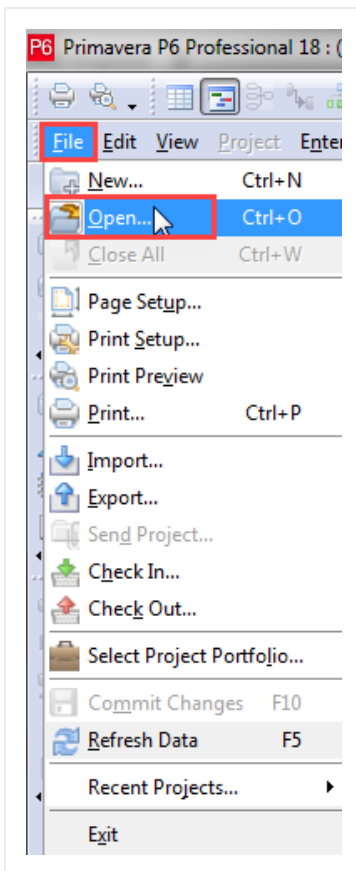 P6 Primavera P6 Professional 18 : (
File Edit View Project Enter
New... Ctrl+N
Open... Ctrl+O
Close All Ctrl+W
Page Setup...
Print Setup...
Print Preview
Print... Ctrl+P
Import...
Export...
Send Project...
Check In...
Check Out...
Select Project Portfolio...
Commit Changes F10
Refresh Data F5
Recent Projects...
Exit